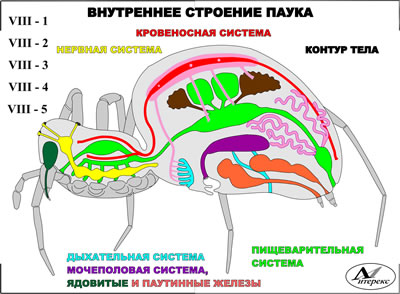 ВНУТРЕННЕЕ СТРОЕНИЕ ПАУКА
VIII - 1
КРОВЕНОСНАЯ СИСТЕМА
VIII - 2
НЕРВНАЯ СИСТЕМА
КОНТУР ТЕЛА
VIII - 3
VIII - 4
VIII - 5
ДЫХАТЕЛЬНАЯ СИСТЕМА
МОЧЕПОЛОВАЯ СИСТЕМА,
ЯДОВИТЫЕ И ПАУТИННЫЕ ЖЕЛЕЗЫ
ПИЩЕВАРИТЕЛЬНАЯ
СИСТЕМА
Линтерекс